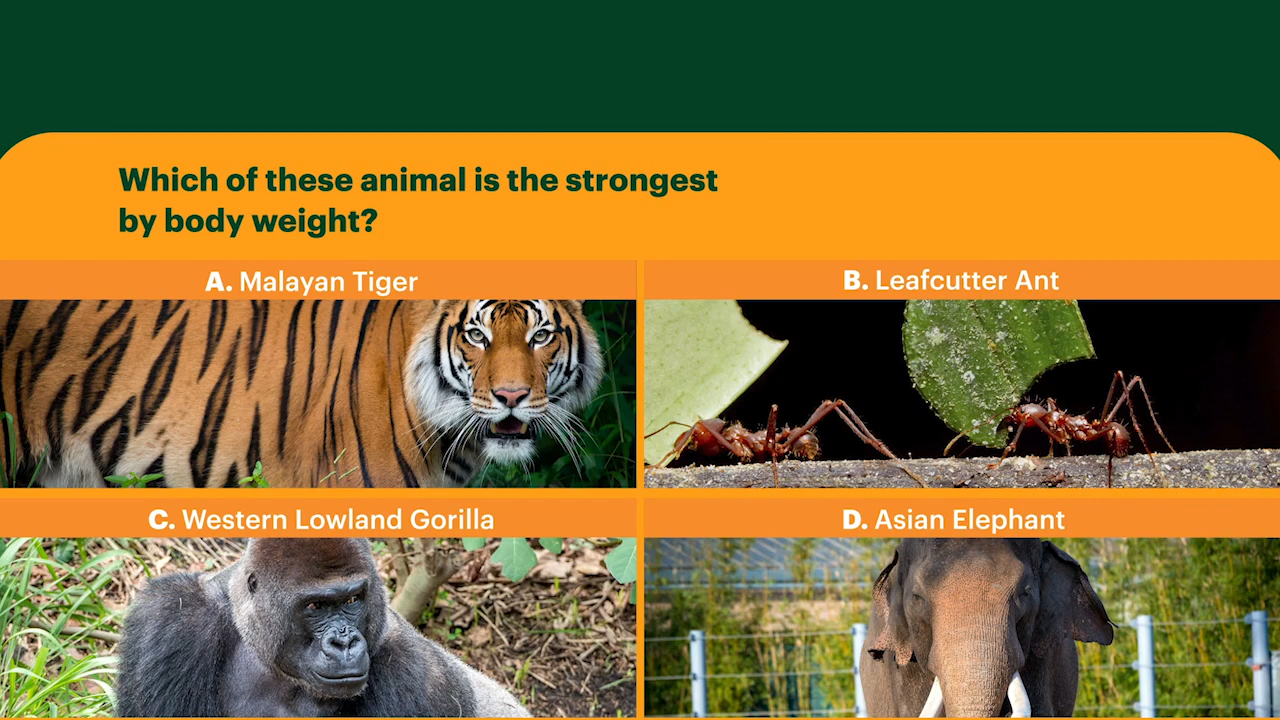 Which of these animal is the strongest
by body weight?
A. Malayan Tiger
B. Leafcutter Ant
C. Western Lowland Gorilla
D. Asian Elephant